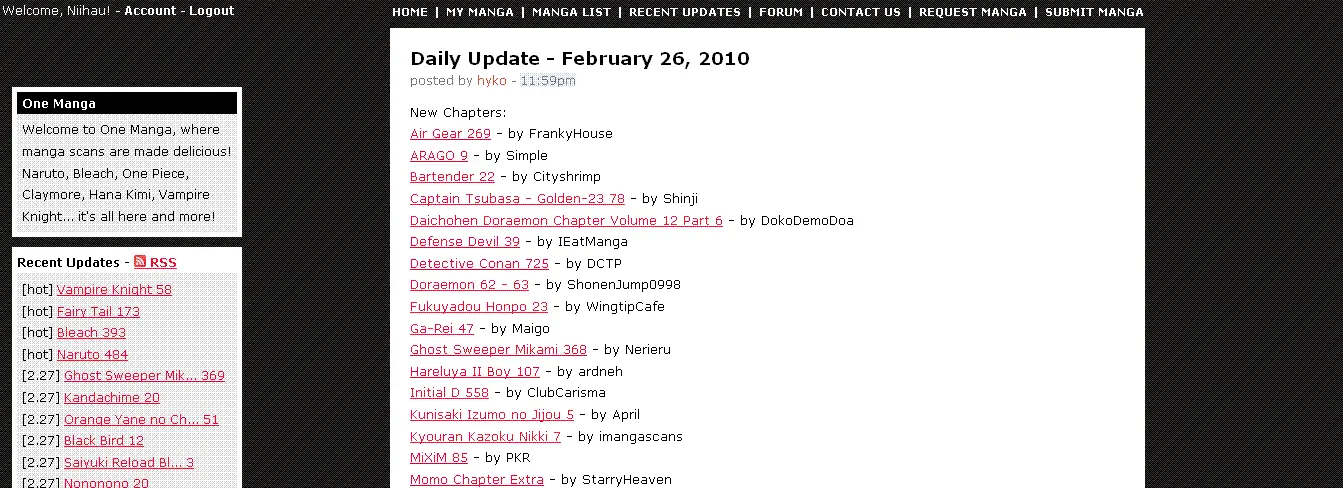 Welcome, Niihau! - Account - Logout
HOME | MY MANGA | MANGA LIST | RECENT UPDATES | FORUM | CONTACT US | REQUEST MANGA | SUBMIT MANGA
One Manga
Welcome to One Manga, where
manga scans are made delicious!
Naruto, Bleach, One Piece,
Claymore, Hana Kimi, Vampire
Knight... it's all here and more!
Recent Updates - RSS
[hot] Vampire Knight 58
[hot] Fairy Tail 173
[hot] Bleach 393
[hot] Naruto 484
[2.27] Ghost Sweeper Mik... 369
[2.27] Kandachime 20
[2.27] Orange Yane no Ch... 51
[2.27] Black Bird 12
[2.27] Saiyuki Reload Bl... 3
[2.27] Nononono 20
Daily Update - February 26, 2010
posted by hyko - 11:59pm
New Chapters:
Air Gear 269 - by FrankyHouse
ARAGO 9 - by Simple
Bartender 22 - by Cityshrimp
Captain Tsubasa - Golden-23 78 - by Shinji
Daichohen Doraemon Chapter Volume 12 Part 6 - by DokoDemoDoa
Defense Devil 39 - by IEatManga
Detective Conan 725 - by DCTP
Doraemon 62 - 63 - by ShonenJump0998
Fukuyadou Honpo 23 - by WingtipCafe
Ga-Rei 47 - by Maigo
Ghost Sweeper Mikami 368 - by Nerieru
Hareluya II Boy 107 - by ardneh
Initial D 558 - by ClubCarisma
Kunisaki Izumo no Jijou 5 - by April
Kyouran Kazoku Nikki 7 - by imangascans
MiXiM 85 - by PKR
Momo Chapter Extra - by StarryHeaven